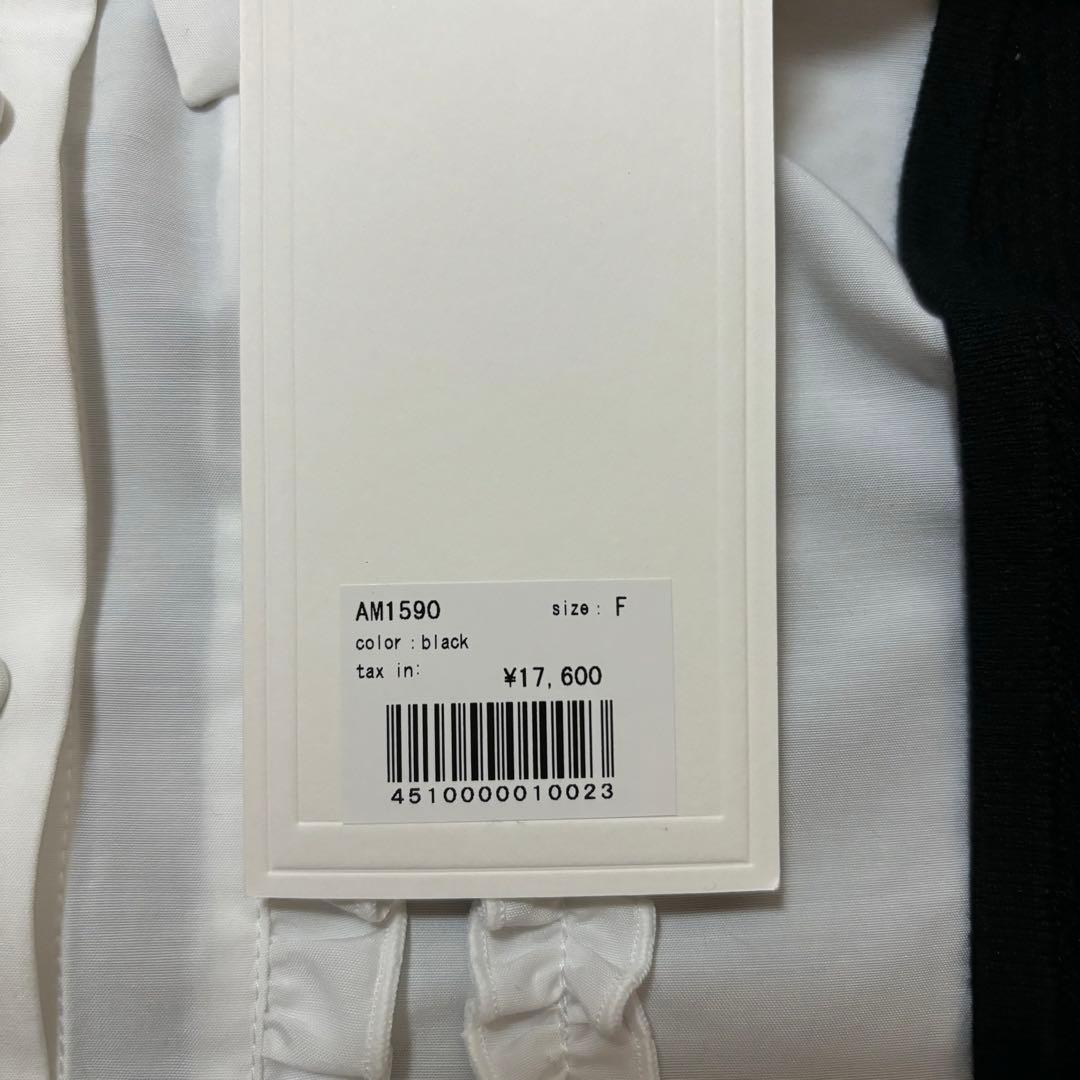 AM1590 size: F
color:black
tax in: ¥17,600
4510000010023